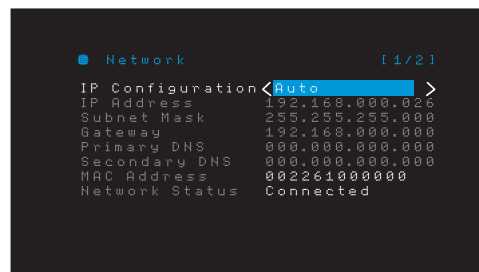 Network [1/2]
IP Configuration < Auto >
IP Address 192.168.000.026
Subnet Mask 255.255.255.000
Gateway 192.168.000.000
Primary DNS 000.000.000.000
Secondary DNS 000.000.000.000
MAC Address 002261000000
Network Status Connected